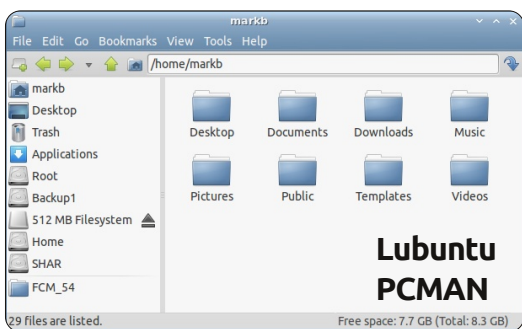 markb
File Edit Go Bookmarks View Tools Help
/home/markb
markb
Desktop
Trash
Applications
Root
Backup1
512 MB Filesystem
Home
SHAR
FCM_54
Desktop Documents Downloads Music
Pictures Public Templates Videos
Lubuntu
PCMAN
29 files are listed. Free space: 7.7 GB (Total: 8.3 GB)